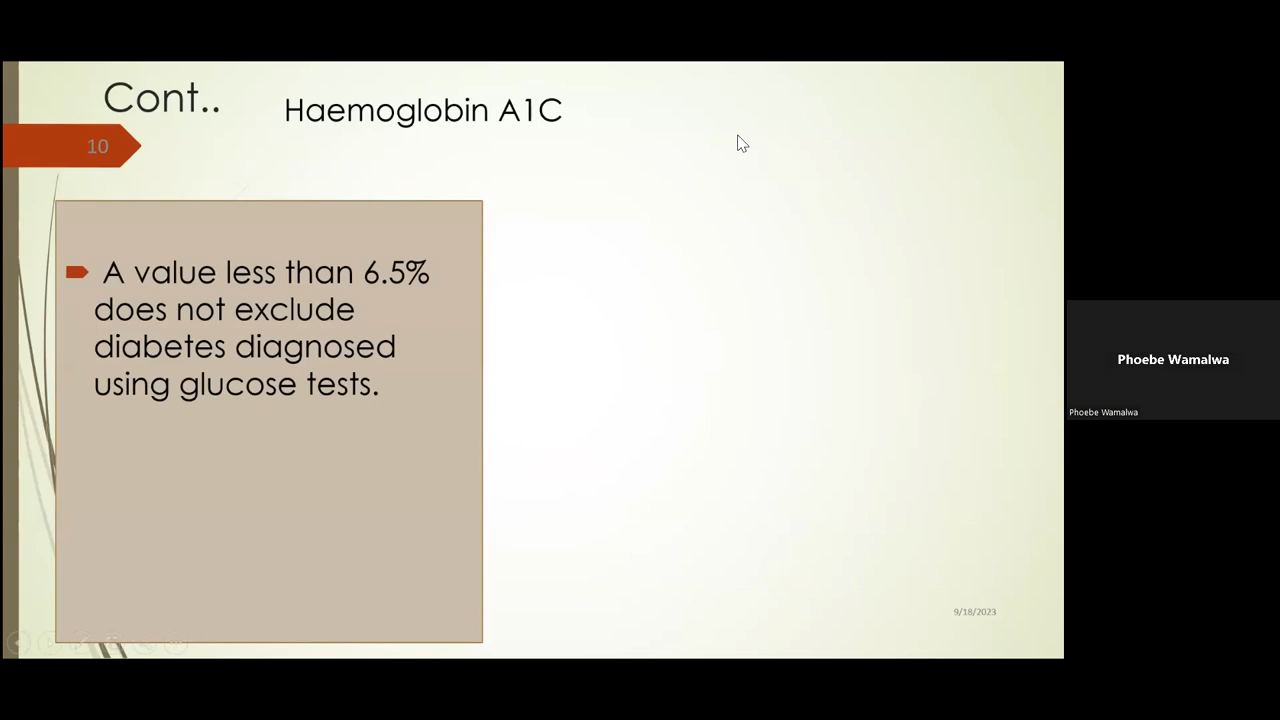 Cont..
Haemoglobin A1C
10
A value less than 6.5%
does not exclude
diabetes diagnosed
using glucose tests.
9/18/2023
Phoebe Wamalwa
Phoebe Wamalwa